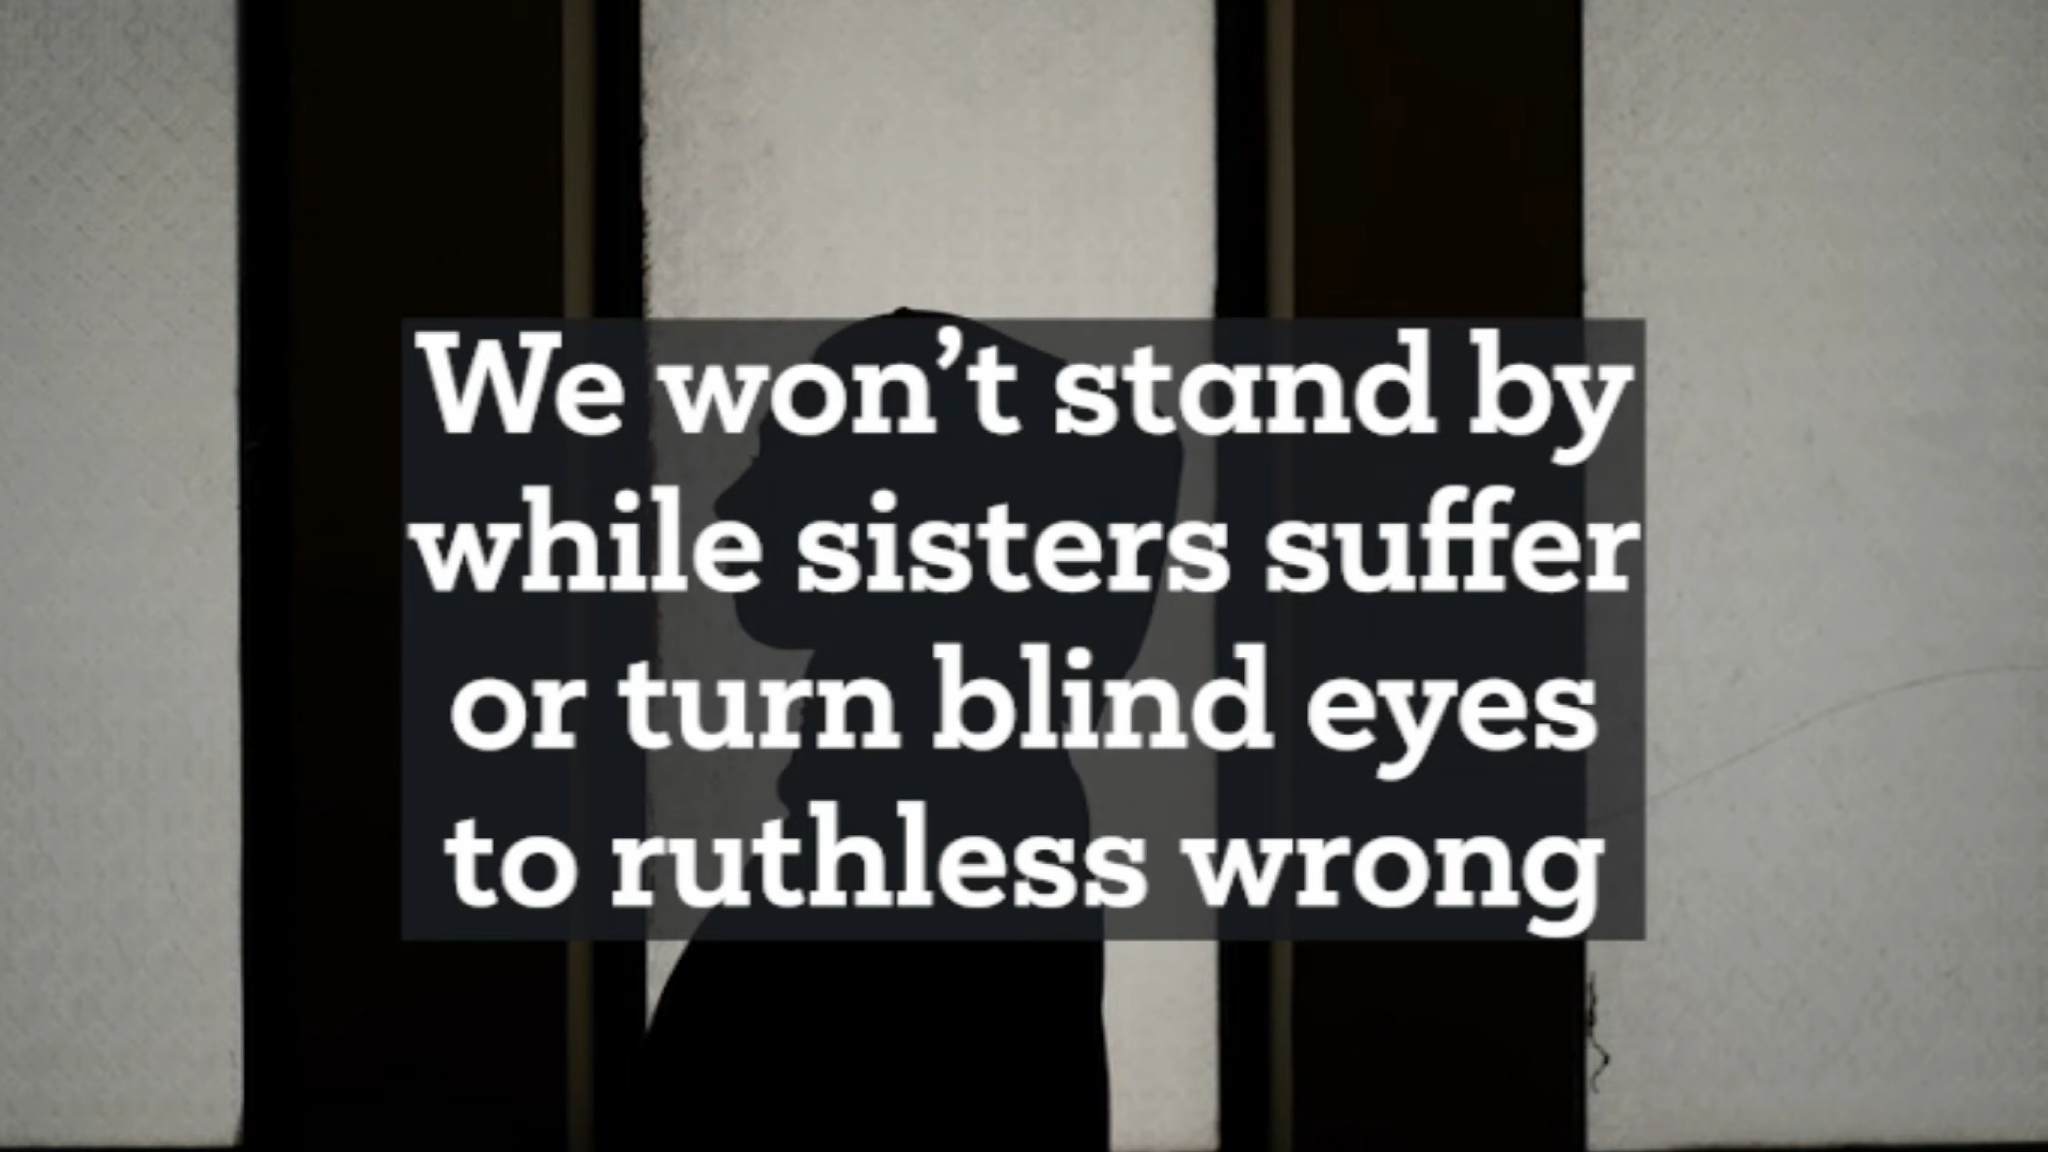 We won’t stand by
while sisters suffer
or turn blind eyes
to ruthless wrong